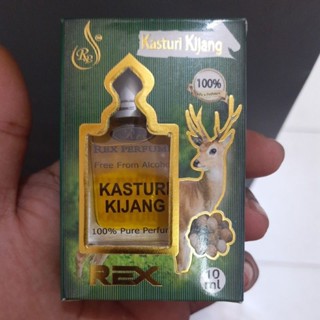 Kasturi Kijang
100%
REX PERFUME
Free From Alcohol
KASTURI
KIJANG
100% Pure Perfume
REX
10
ml